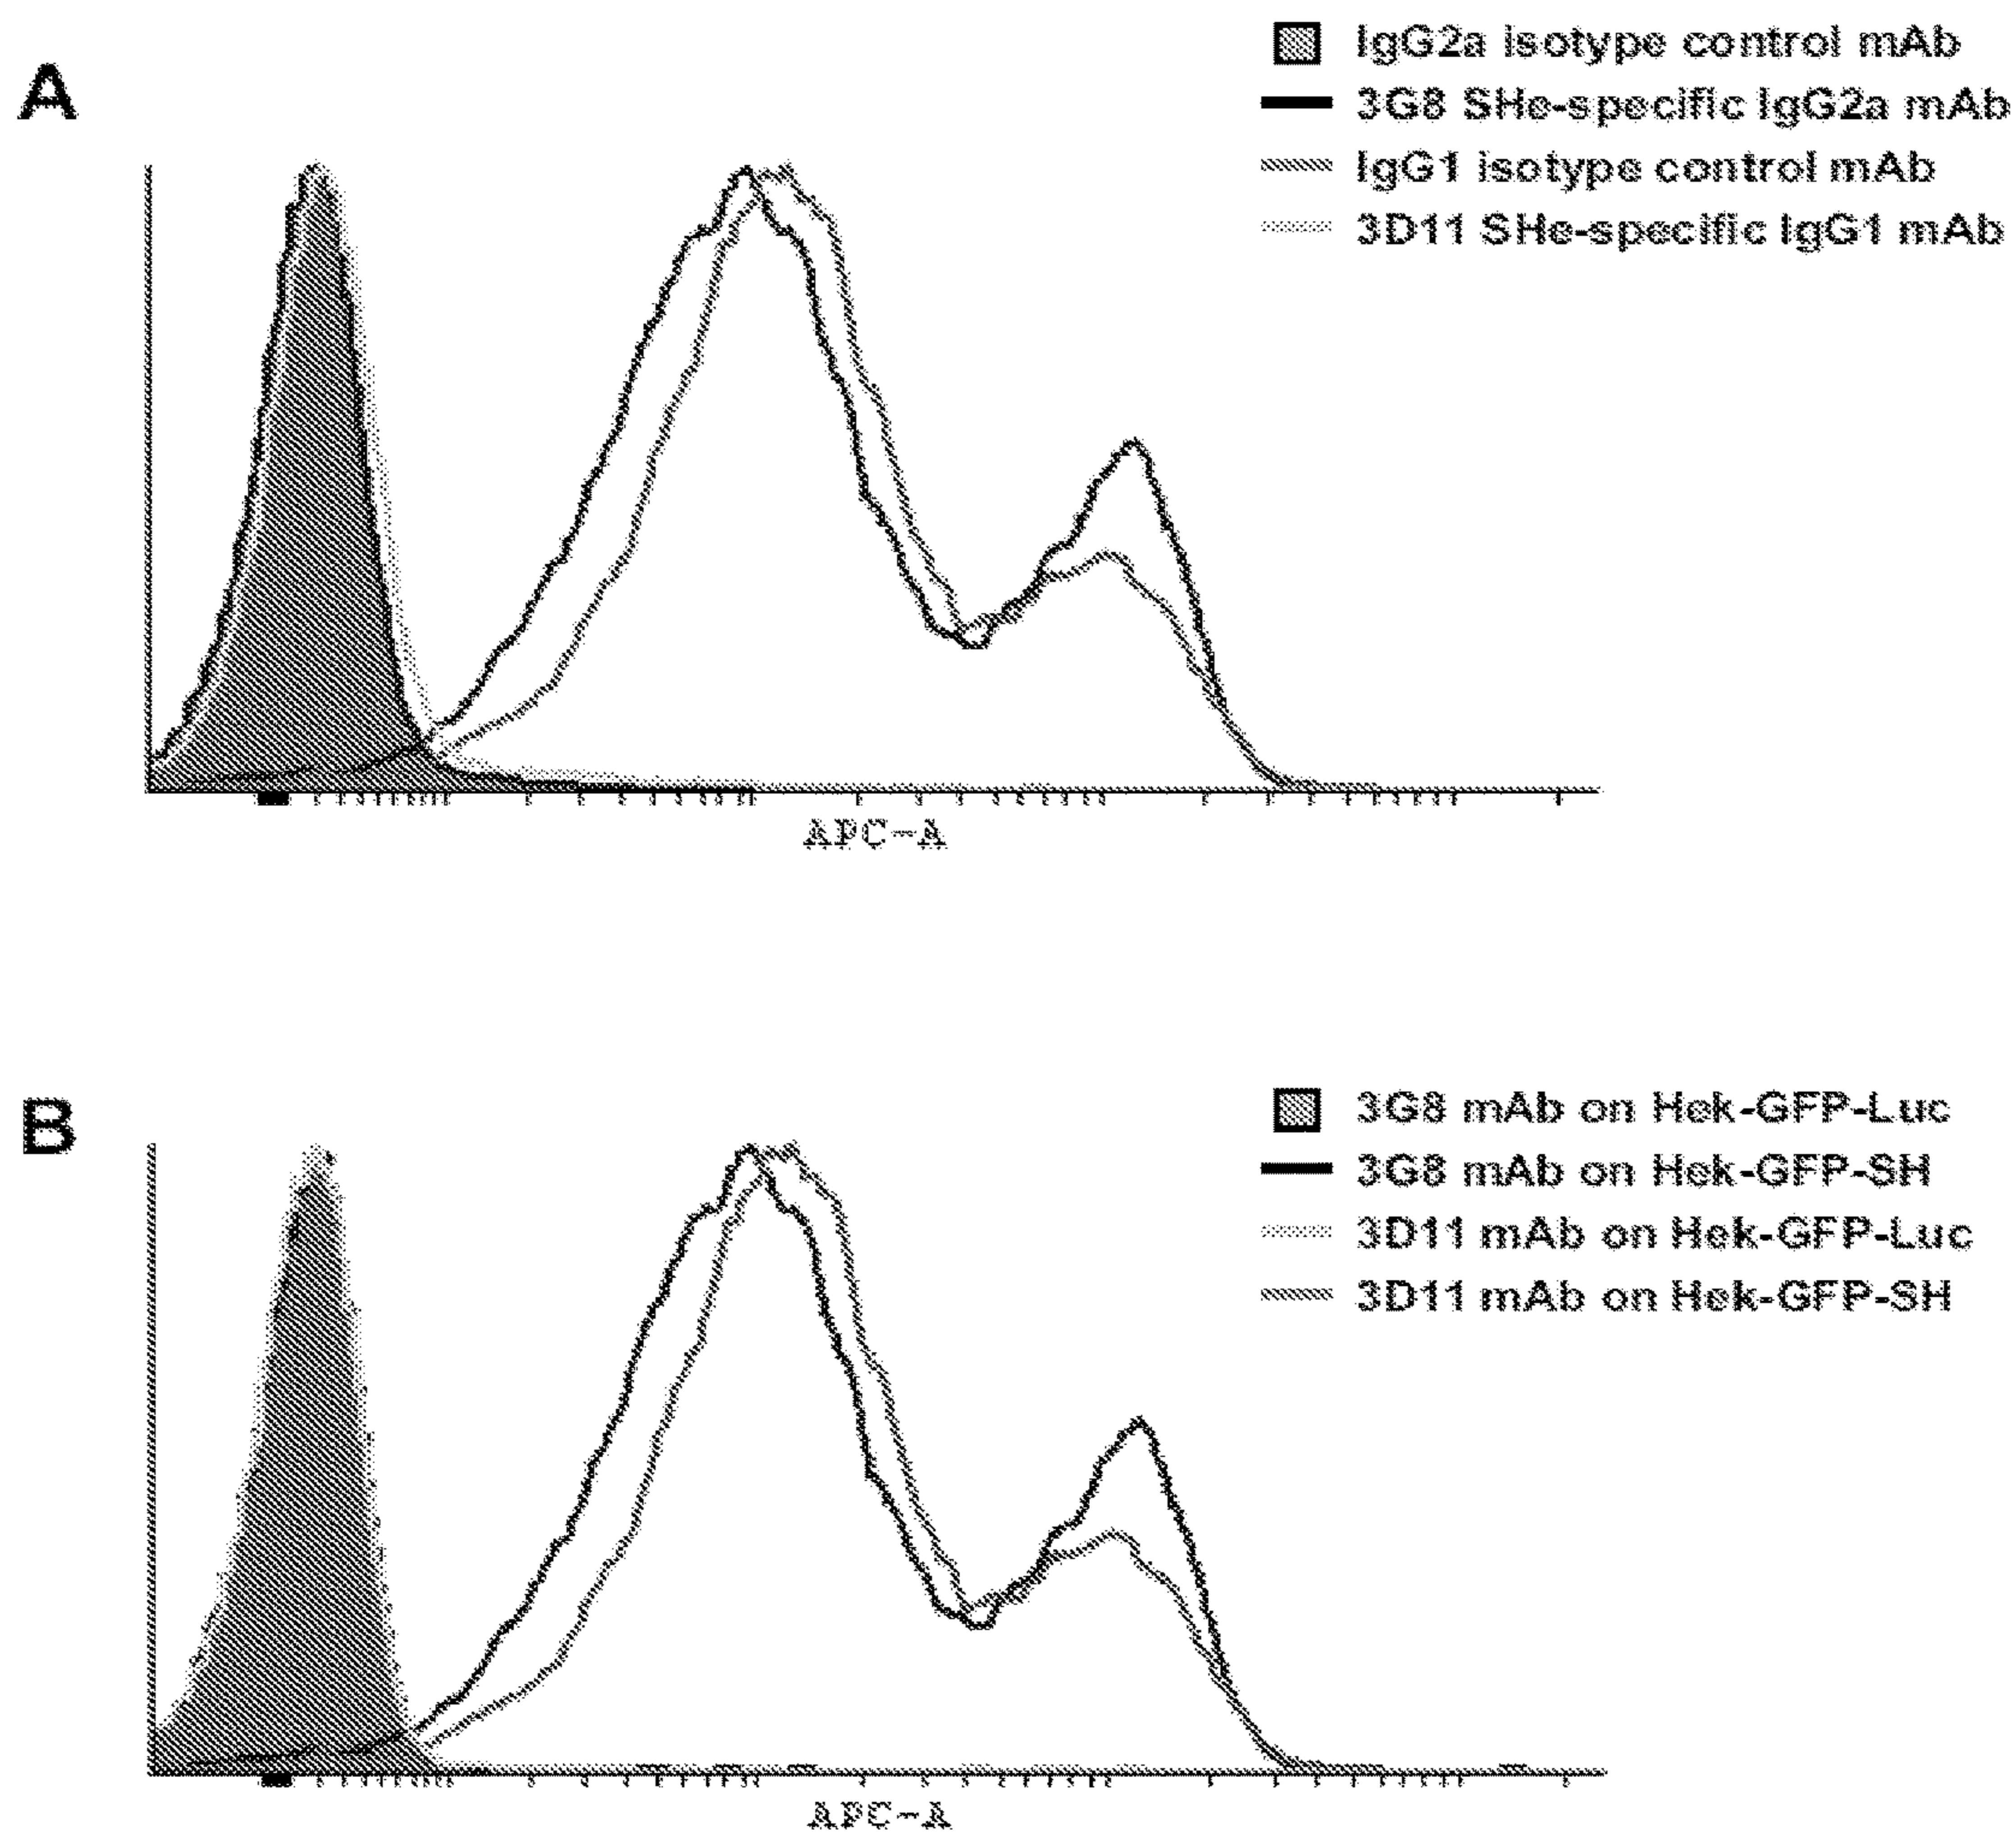 A
IgG2a isotype control mAb
3G8 SHe-specific IgG2a mAb
IgG1 isotype control mAb
3D11 SHe-specific IgG1 mAb
APC-A
B
3G8 mAb on Hek-GFP-Luc
3G8 mAb on Hek-GFP-SH
3D11 mAb on Hek-GFP-Luc
3D11 mAb on Hek-GFP-SH
APC-A